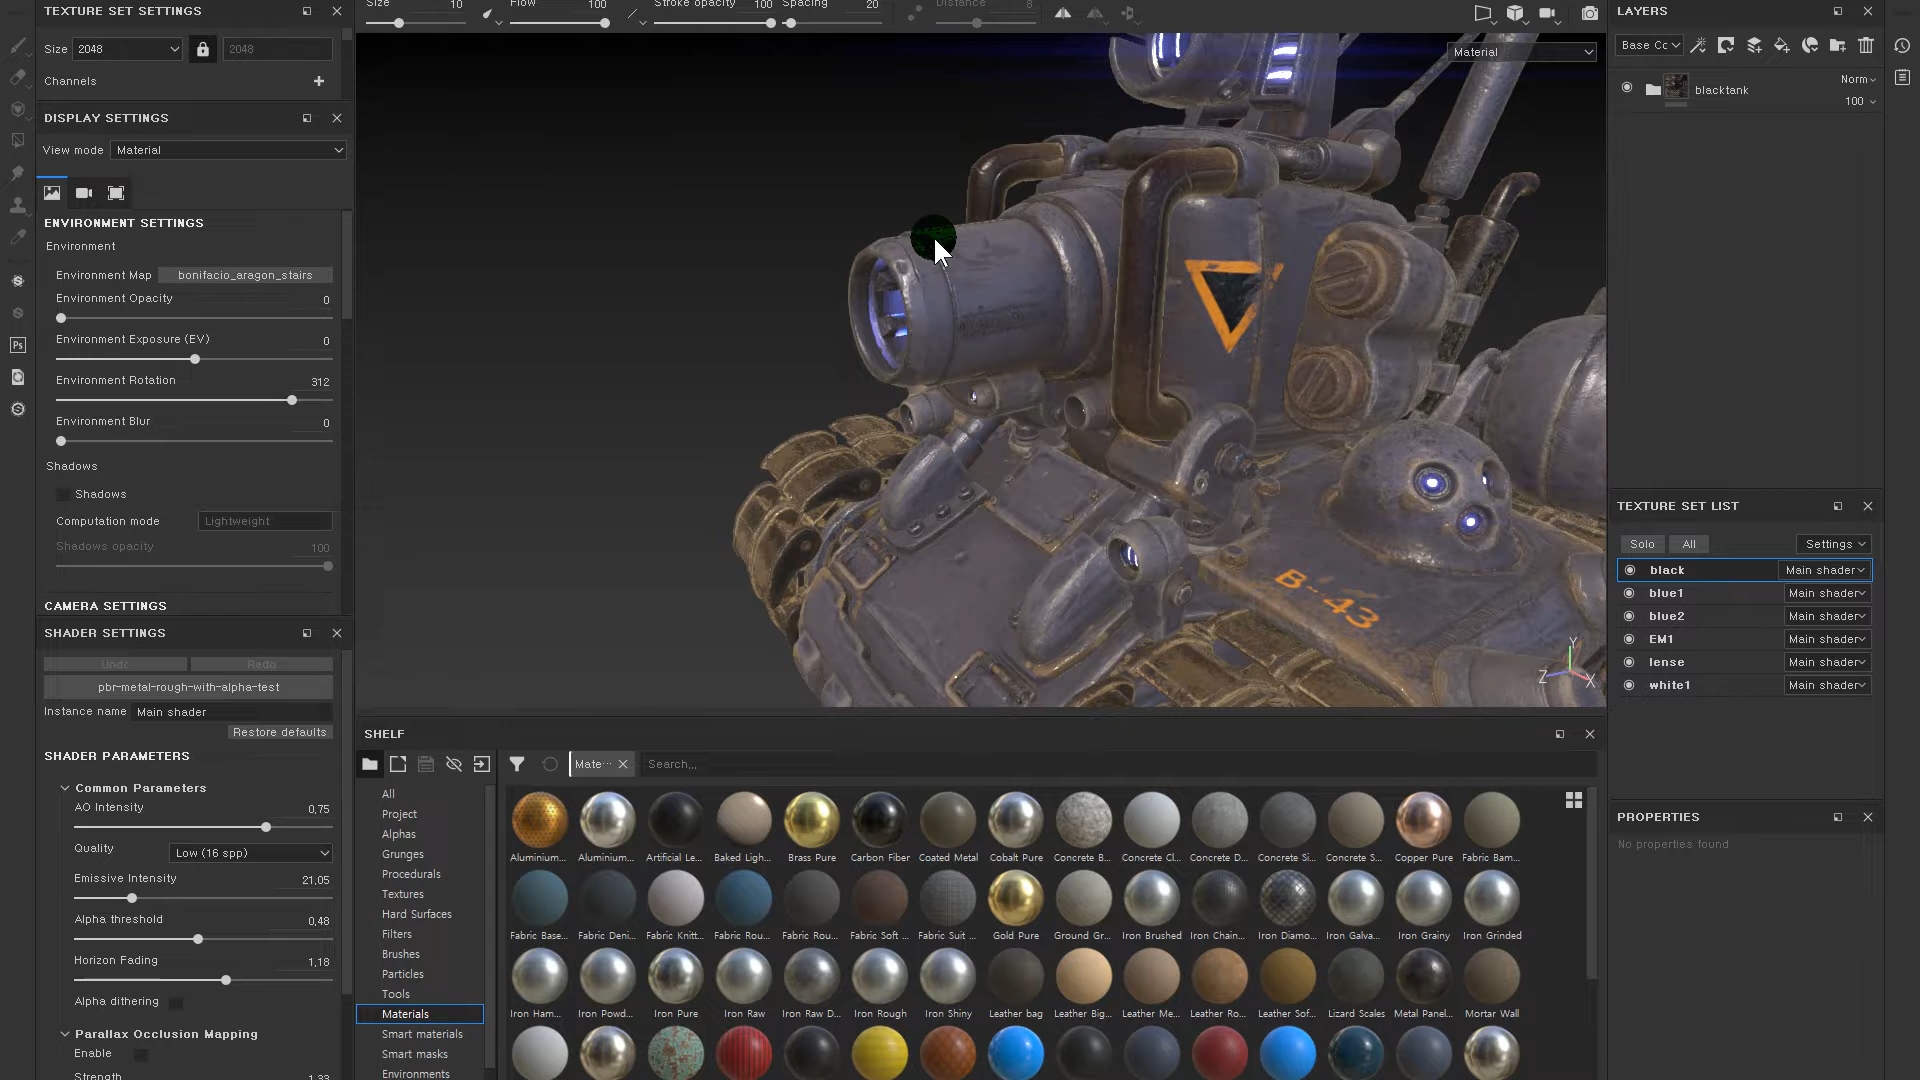 TEXTURE SET SETTINGS
Size 2048 2048
Channels
DISPLAY SETTINGS
View mode Material
ENVIRONMENT SETTINGS
Environment
Environment Map bonifacio_aragon_stairs
Environment Opacity 0
Environment Exposure (EV) 0
Environment Rotation 312
Environment Blur 0
Shadows
Shadows
Computation mode Lightweight
Shadows opacity 100
CAMERA SETTINGS
SHADER SETTINGS
Undo Redo
pbr-metal-rough-with-alpha-test
Instance name Main shader
Restore defaults
SHADER PARAMETERS
Common Parameters
AO Intensity 0,75
Quality Low (16 spp)
Emissive Intensity 21,05
Alpha threshold 0,48
Horizon Fading 1,18
Alpha dithering
Parallax Occlusion Mapping
Enable
Strength 1,33
Ps
Size 10 Flow 100 Stroke opacity 100 Spacing 20 Distance 8
Material
B-43
Y
Z X
SHELF
Mate... Search...
All
Project
Alphas
Grunges
Procedurals
Textures
Hard Surfaces
Filters
Brushes
Particles
Tools
Materials
Smart materials
Smart masks
Environments
Aluminium... Aluminium... Artificial Le... Baked Ligh... Brass Pure Carbon Fiber Coated Metal Cobalt Pure Concrete B... Concrete Cl... Concrete D... Concrete Si... Concrete S... Copper Pure Fabric Bam...
Fabric Base... Fabric Deni... Fabric Knitt... Fabric Rou... Fabric Rou... Fabric Soft ... Fabric Suit ... Gold Pure Ground Gr... Iron Brushed Iron Chain... Iron Diamo... Iron Galva... Iron Grainy Iron Grinded
Iron Ham... Iron Powd... Iron Pure Iron Raw Iron Raw D... Iron Rough Iron Shiny Leather bag Leather Big... Leather Me... Leather Ro... Leather Sof... Lizard Scales Metal Panel... Mortar Wall
LAYERS
Base Cc
blacktank Norm
100
TEXTURE SET LIST
Solo All Settings
black Main shader
blue1 Main shader
blue2 Main shader
EM1 Main shader
lense Main shader
white1 Main shader
PROPERTIES
No properties found